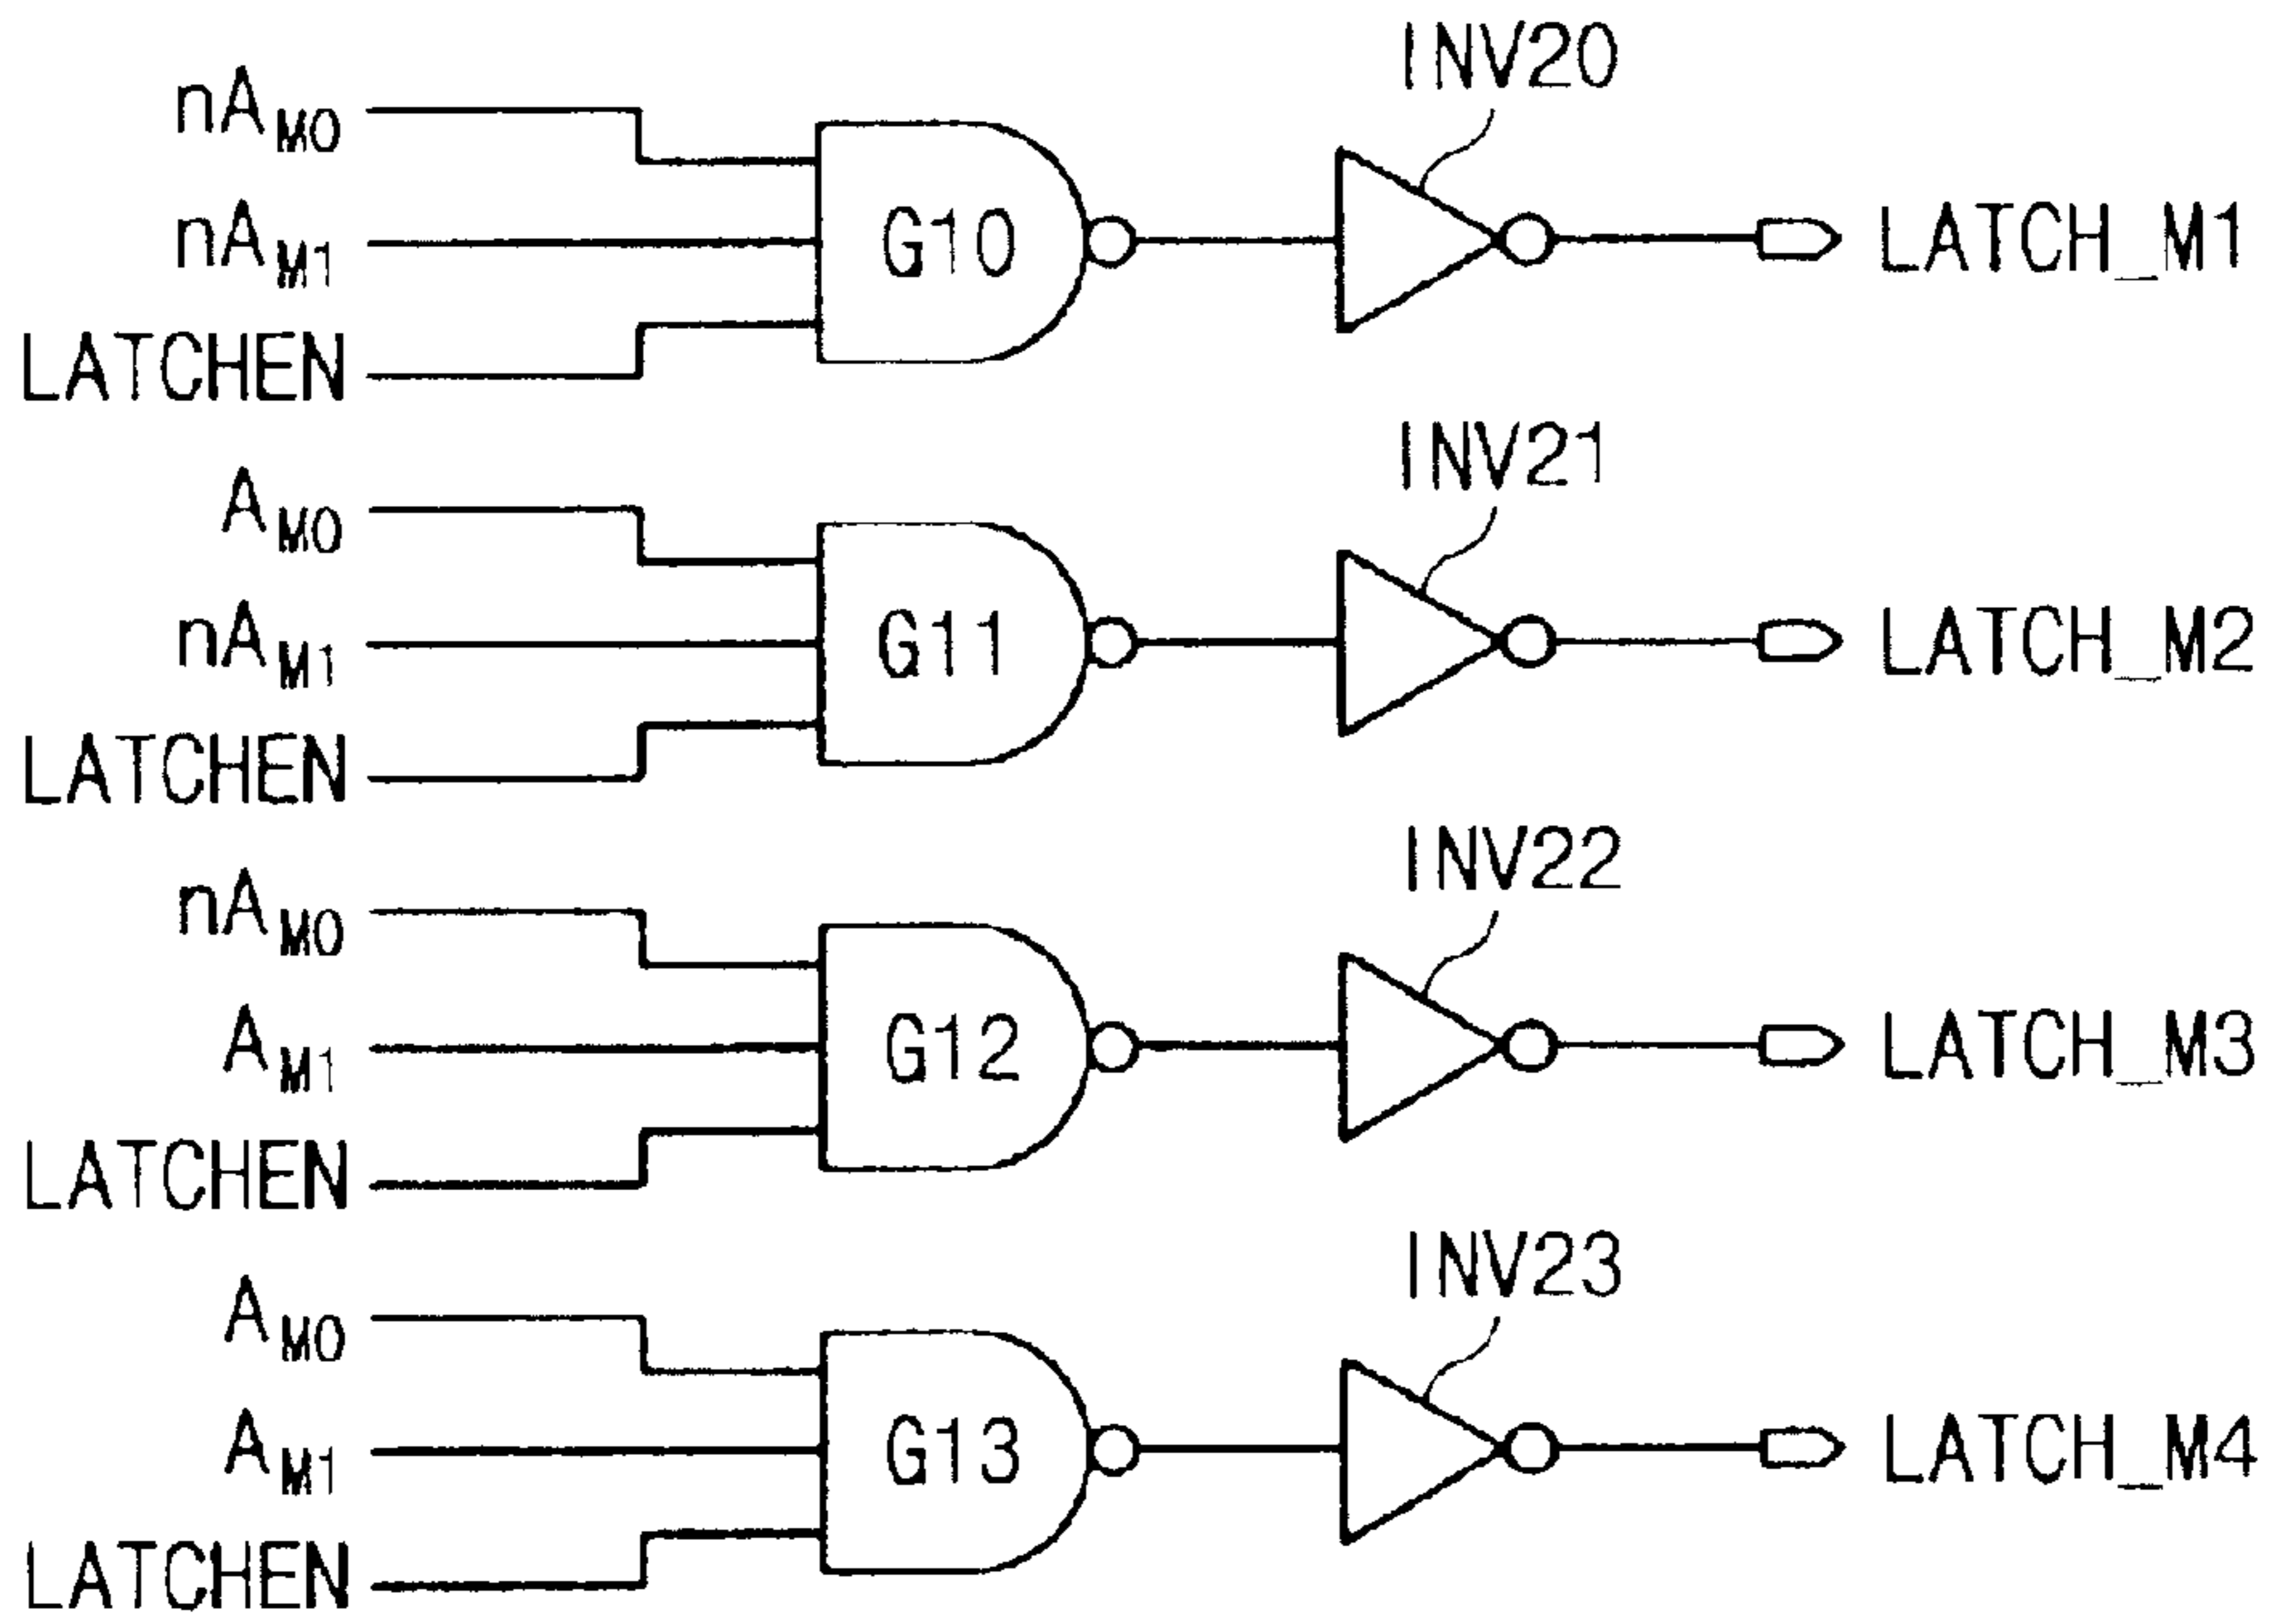 INV20
nAM0
nAM1
G10
LATCH_M1
LATCHEN
INV21
AM0
nAM1
G11
LATCH_M2
LATCHEN
INV22
nAM0
AM1
G12
LATCH_M3
LATCHEN
INV23
AM0
AM1
G13
LATCH_M4
LATCHEN